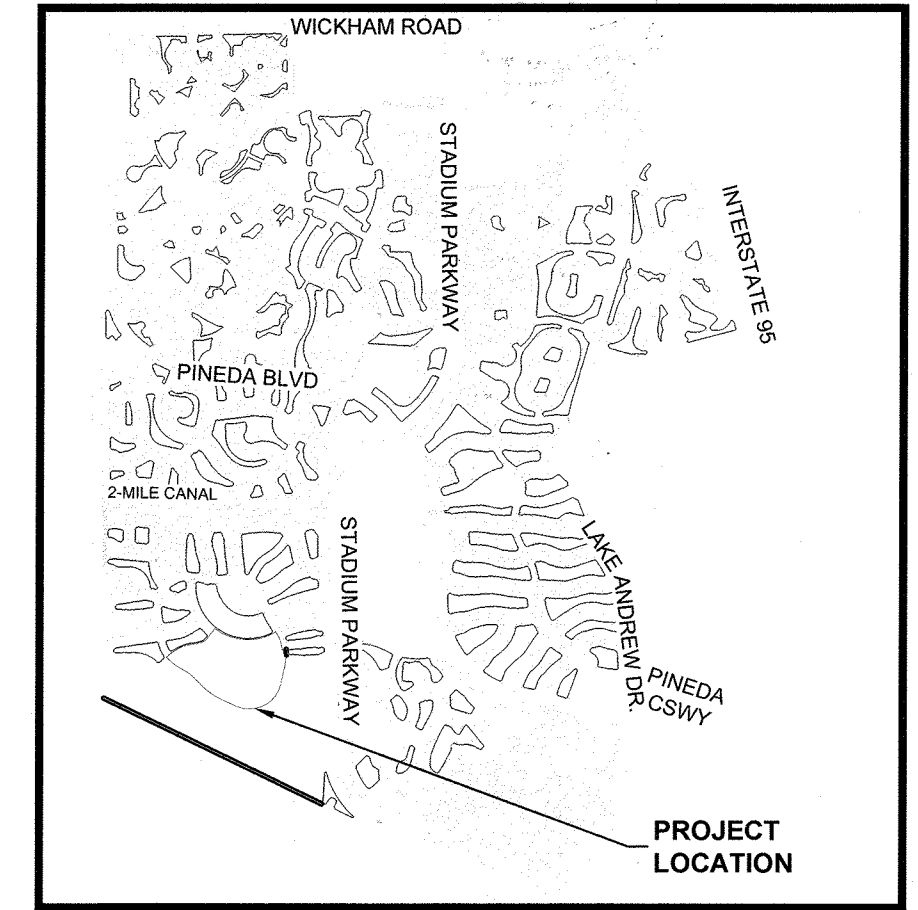 WICKHAM ROAD
STADIUM PARKWAY
INTERSTATE 95
PINEDA BLVD
2-MILE CANAL
STADIUM PARKWAY
LAKE ANDREW DR.
PINEDA
CSWY
PROJECT
LOCATION